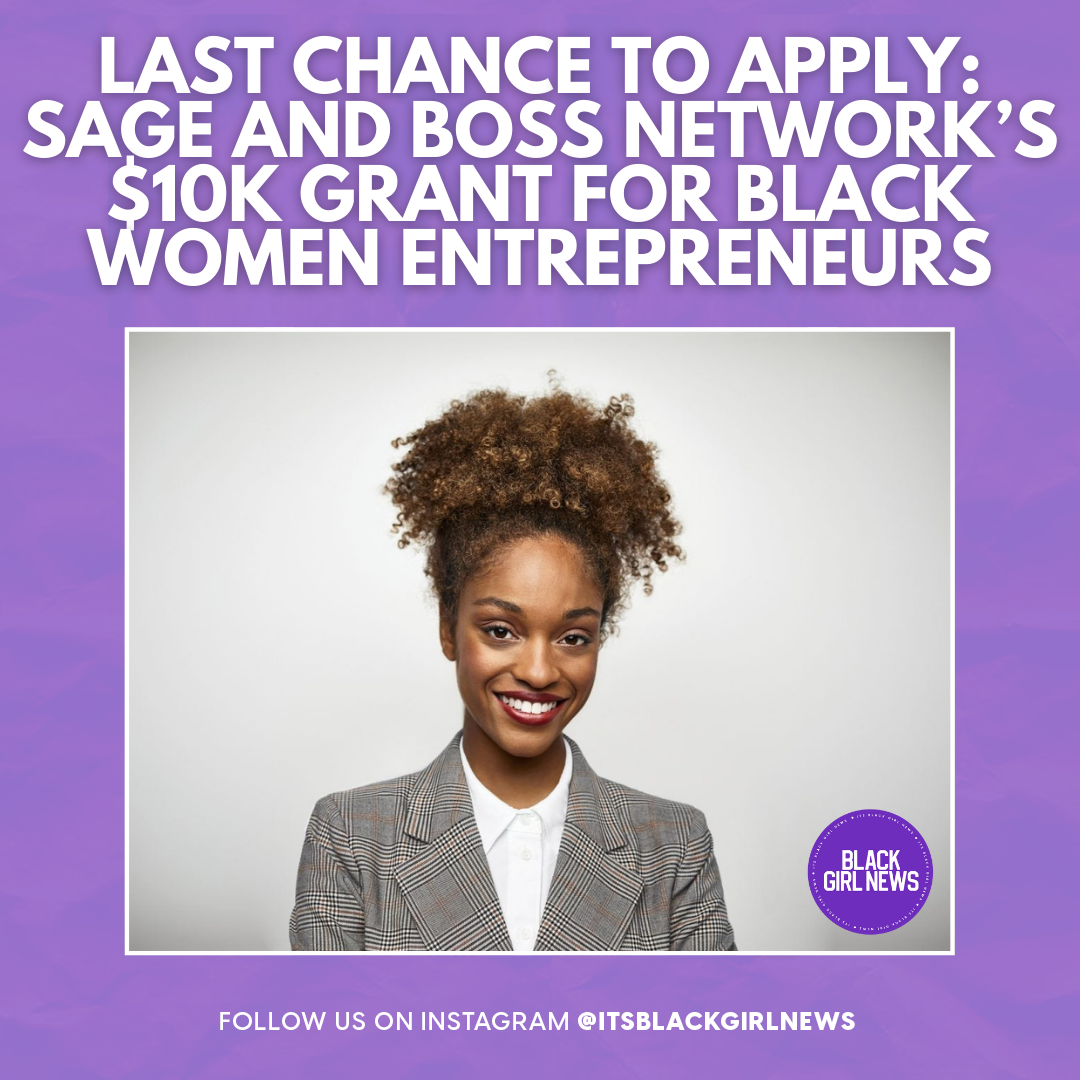 LAST CHANCE TO APPLY:
SAGE AND BOSS NETWORK’S
$10K GRANT FOR BLACK
WOMEN ENTREPRENEURS
BLACK
GIRL NEWS
FOLLOW US ON INSTAGRAM @ITSBLACKGIRLNEWS